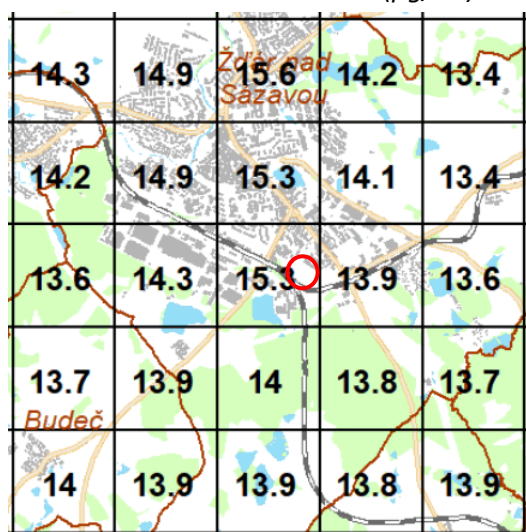 14.3 14.9 15.6 14.2 13.4
Žďár nad
Sázavou
14.2 14.9 15.3 14.1 13.4
13.6 14.3 15.3 13.9 13.6
13.7 13.9 14 13.8 13.7
Budeč
14 13.9 13.9 13.8 13.9